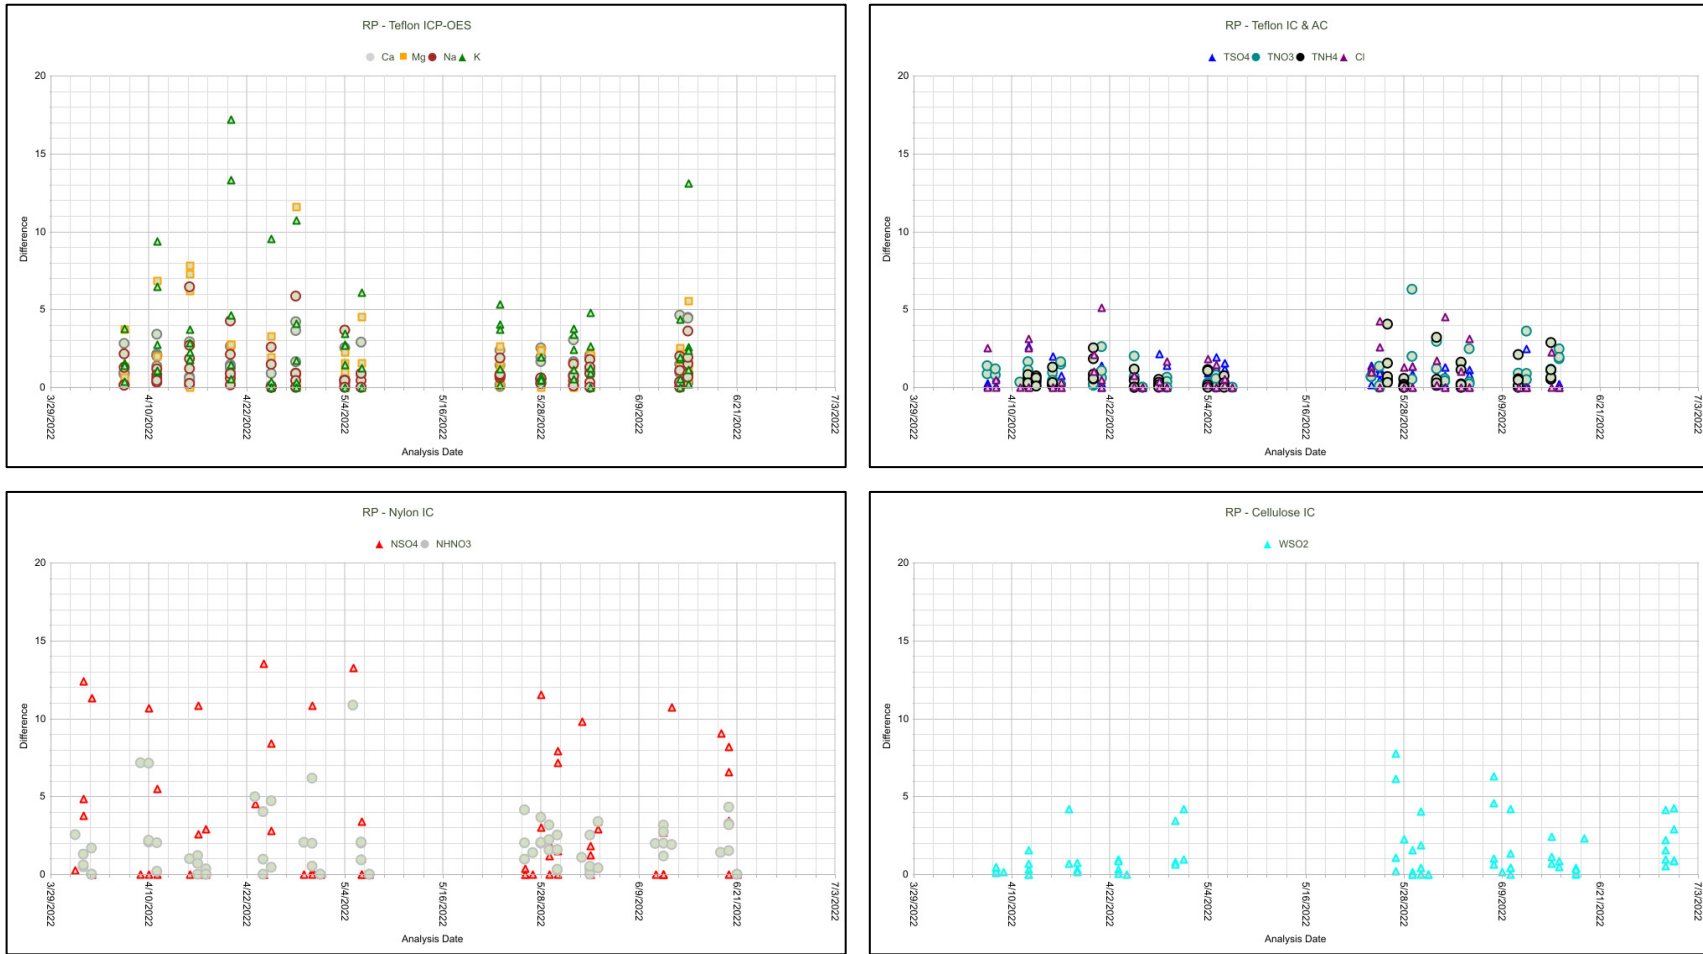 RP - Teflon ICP-OES
Ca Mg Na K
20
15
10
5
0
Difference
3/29/2022 4/10/2022 4/22/2022 5/4/2022 5/16/2022 5/28/2022 6/9/2022 6/21/2022 7/3/2022
Analysis Date
RP - Teflon IC & AC
TSO4 TNO3 TNH4 Cl
20
15
10
5
0
Difference
3/29/2022 4/10/2022 4/22/2022 5/4/2022 5/16/2022 5/28/2022 6/9/2022 6/21/2022 7/3/2022
Analysis Date
RP - Nylon IC
NSO4 NHNO3
20
15
10
5
0
Difference
3/29/2022 4/10/2022 4/22/2022 5/4/2022 5/16/2022 5/28/2022 6/9/2022 6/21/2022 7/3/2022
Analysis Date
RP - Cellulose IC
WSO2
20
15
10
5
0
Difference
3/29/2022 4/10/2022 4/22/2022 5/4/2022 5/16/2022 5/28/2022 6/9/2022 6/21/2022 7/3/2022
Analysis Date